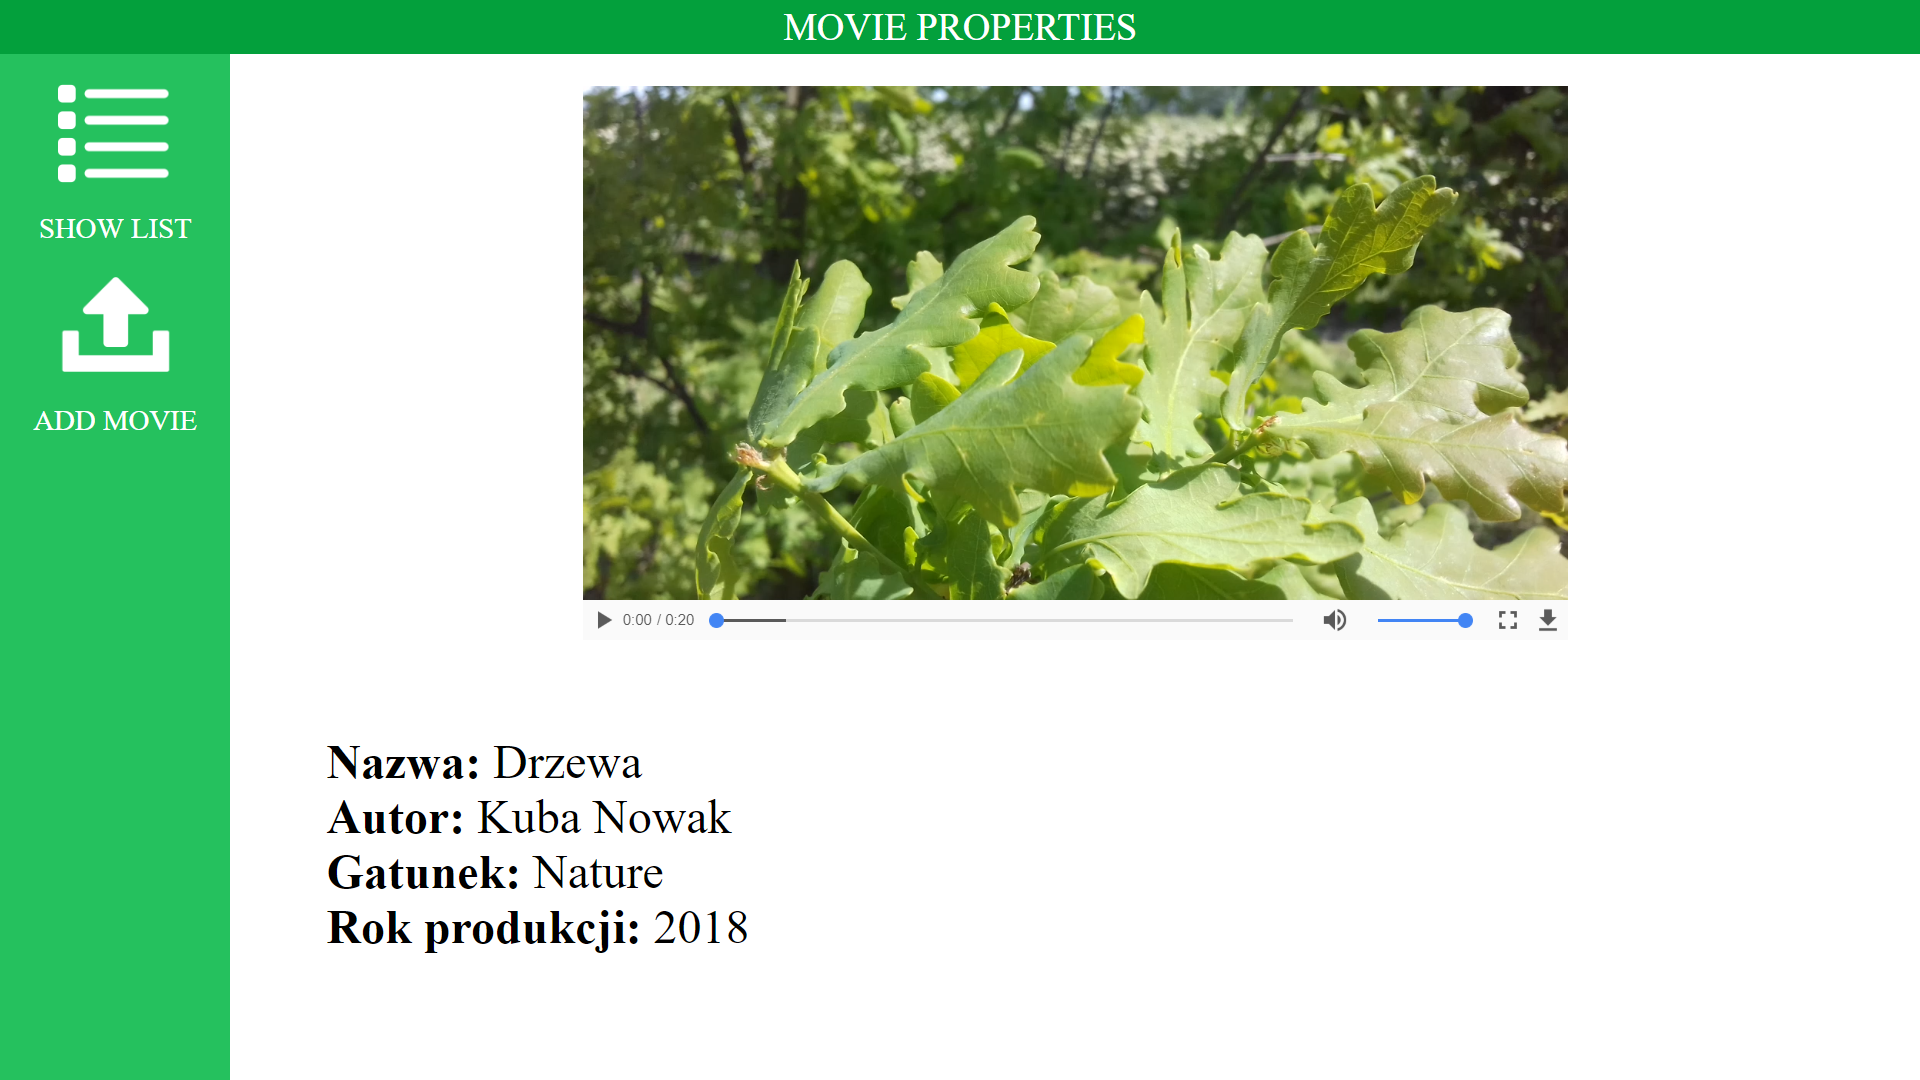 MOVIE PROPERTIES
SHOW LIST
ADD MOVIE
0:00 / 0:20
Nazwa: Drzewa
Autor: Kuba Nowak
Gatunek: Nature
Rok produkcji: 2018